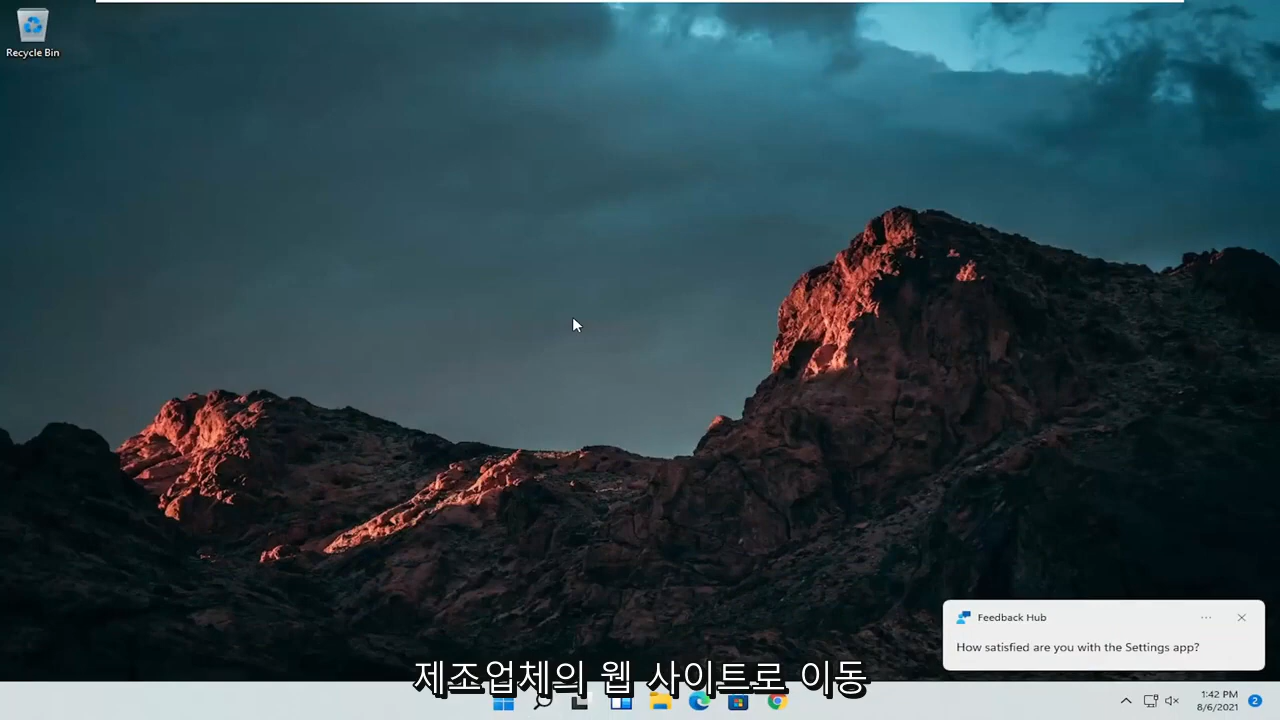 Recycle Bin
Feedback Hub
How satisfied are you with the Settings app?
제조업체의 웹 사이트로 이동
1:42 PM
8/6/2021
2